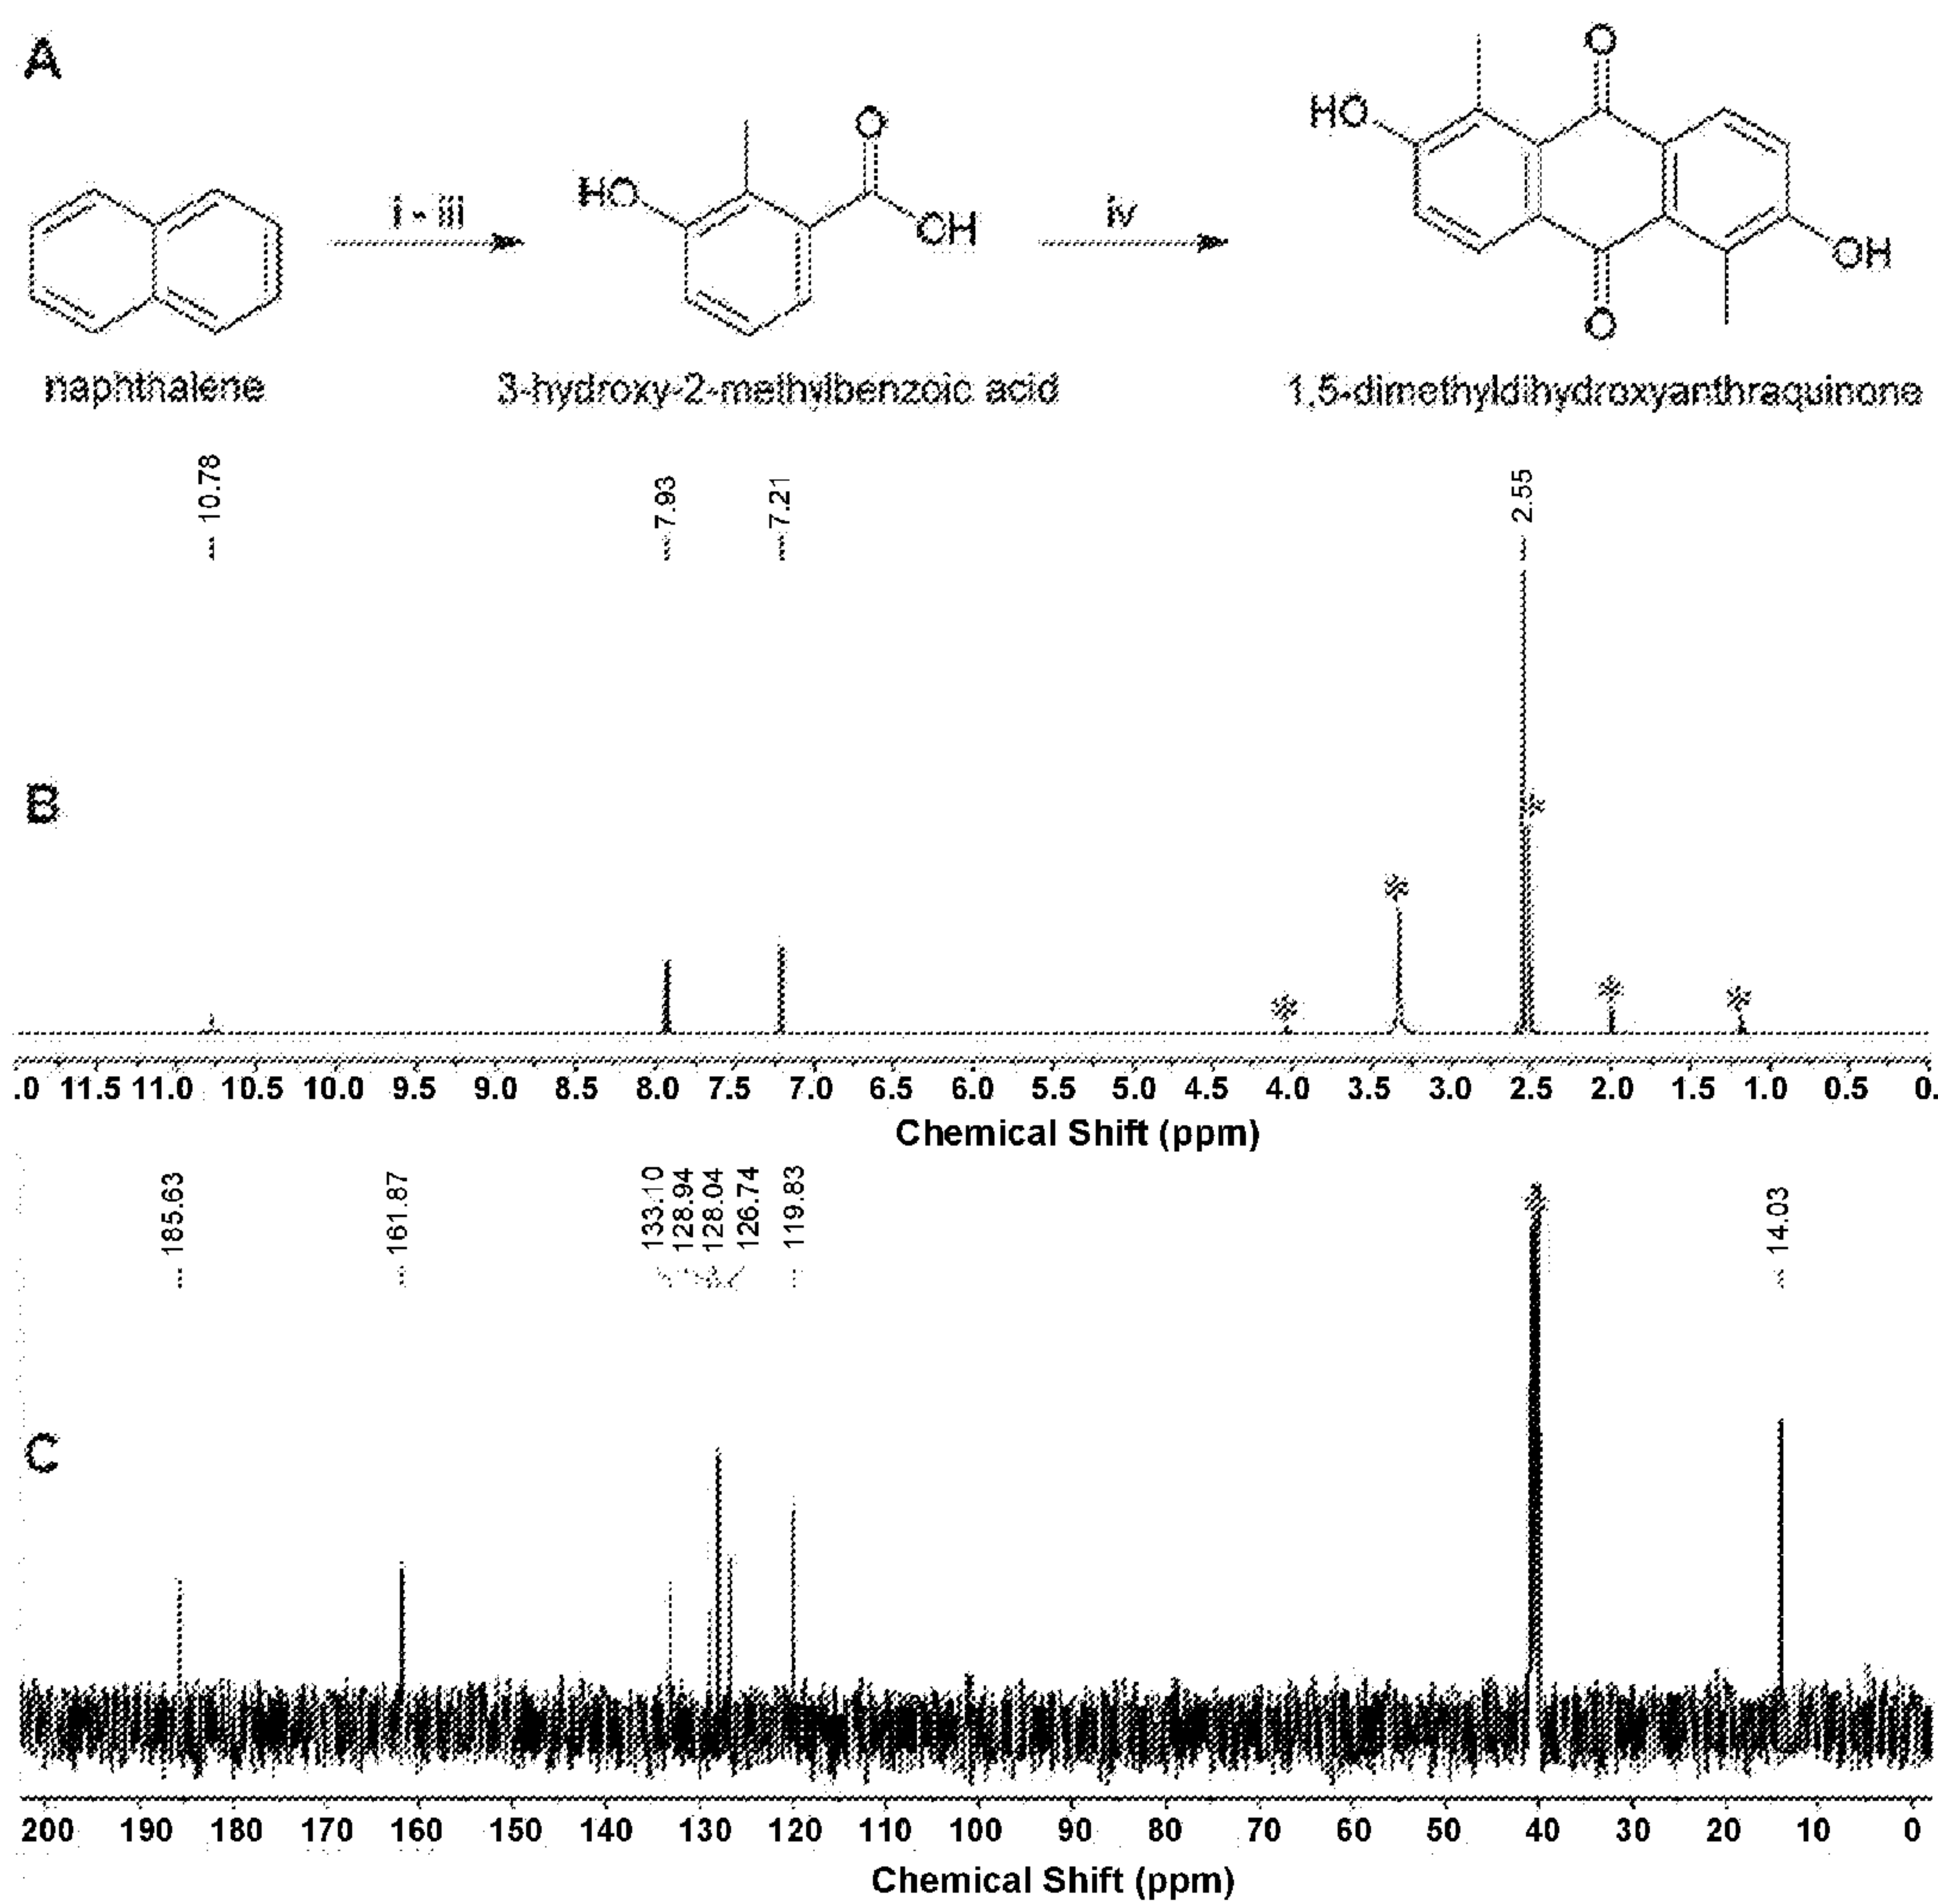 A
O
HO
O
HO
OH
i - iii
iv
OH
O
naphthalene
3-hydroxy-2-methylbenzoic acid
1,5-dimethyldihydroxyanthraquinone
10.78
7.93
7.21
2.55
B
*
*
*
*
*
.0 11.5 11.0 10.5 10.0 9.5 9.0 8.5 8.0 7.5 7.0 6.5 6.0 5.5 5.0 4.5 4.0 3.5 3.0 2.5 2.0 1.5 1.0 0.5 0.
Chemical Shift (ppm)
185.63
161.87
133.10
128.94
128.04
126.74
119.83
14.03
*
C
200 190 180 170 160 150 140 130 120 110 100 90 80 70 60 50 40 30 20 10 0
Chemical Shift (ppm)